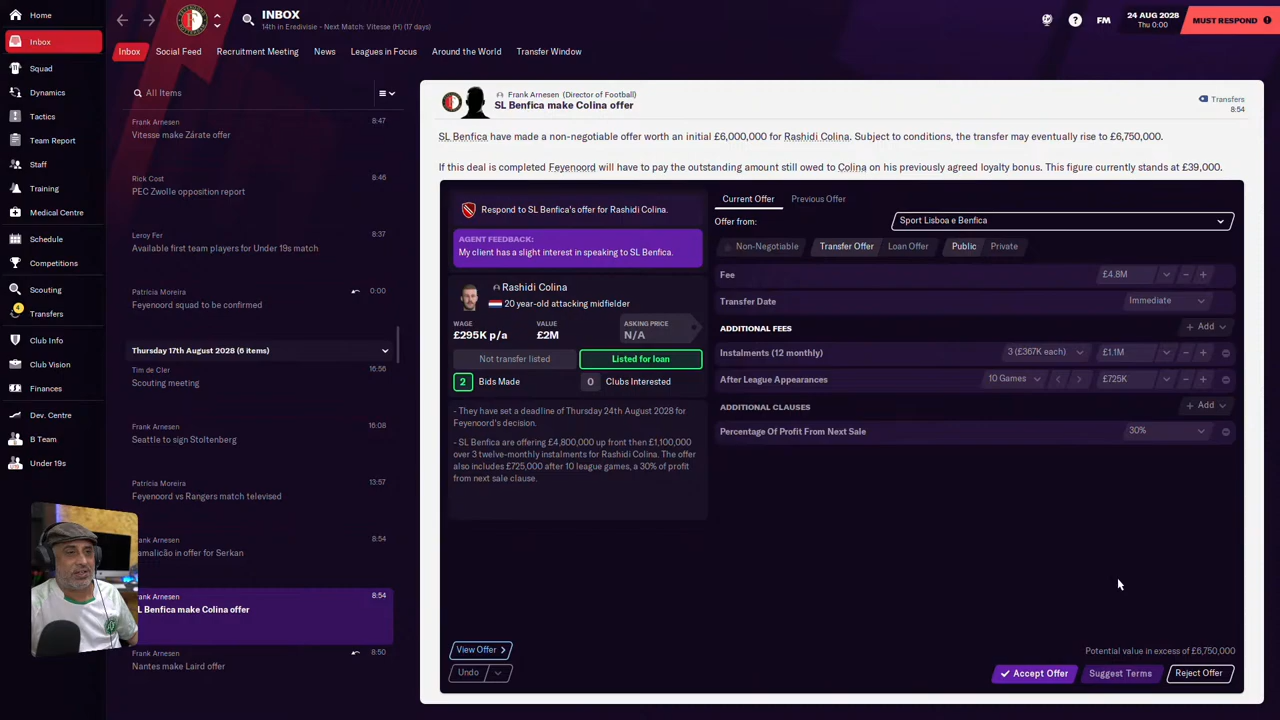 Home
Inbox
Squad
Dynamics
Tactics
Team Report
Staff
Training
Medical Centre
Schedule
Competitions
Scouting
4
Transfers
Club Info
Club Vision
Finances
Dev. Centre
B Team
Under 19s
INBOX
14th in Eredivisie - Next Match: Vitesse (H) (17 days)
FM
24 AUG 2028
Thu 0:00
MUST RESPOND
Inbox
Social Feed
Recruitment Meeting
News
Leagues in Focus
Around the World
Transfer Window
All Items
Frank Arnesen
8:47
Vitesse make Zárate offer
Rick Cost
8:46
PEC Zwolle opposition report
Leroy Fer
8:37
Available first team players for Under 19s match
Patrícia Moreira
0:00
Feyenoord squad to be confirmed
Thursday 17th August 2028 (6 items)
Tim de Cler
16:56
Scouting meeting
Frank Arnesen
16:08
Seattle to sign Stoltenberg
Patrícia Moreira
13:57
Feyenoord vs Rangers match televised
Arnesen
8:54
amalicão in offer for Serkan
Arnesen
8:54
L Benfica make Colina offer
Frank Arnesen
8:50
Nantes make Laird offer
Frank Arnesen (Director of Football)
SL Benfica make Colina offer
Transfers
8:54
SL Benfica have made a non-negotiable offer worth an initial £6,000,000 for Rashidi Colina. Subject to conditions, the transfer may eventually rise to £6,750,000.
If this deal is completed Feyenoord will have to pay the outstanding amount still owed to Colina on his previously agreed loyalty bonus. This figure currently stands at £39,000.
Respond to SL Benfica's offer for Rashidi Colina.
AGENT FEEDBACK:
My client has a slight interest in speaking to SL Benfica.
Rashidi Colina
20 year-old attacking midfielder
WAGE
£295K p/a
VALUE
£2M
ASKING PRICE
N/A
Not transfer listed
Listed for loan
2
Bids Made
0
Clubs Interested
- They have set a deadline of Thursday 24th August 2028 for
Feyenoord's decision.
- SL Benfica are offering £4,800,000 up front then £1,100,000
over 3 twelve-monthly instalments for Rashidi Colina. The offer
also includes £725,000 after 10 league games, a 30% of profit
from next sale clause.
View Offer
Undo
Current Offer
Previous Offer
Offer from:
Sport Lisboa e Benfica
Non-Negotiable
Transfer Offer
Loan Offer
Public
Private
Fee
£4.8M
Transfer Date
Immediate
ADDITIONAL FEES
Add
Instalments (12 monthly)
3 (£367K each)
£1.1M
After League Appearances
10 Games
£725K
ADDITIONAL CLAUSES
Add
Percentage Of Profit From Next Sale
30%
Potential value in excess of £6,750,000
Accept Offer
Suggest Terms
Reject Offer